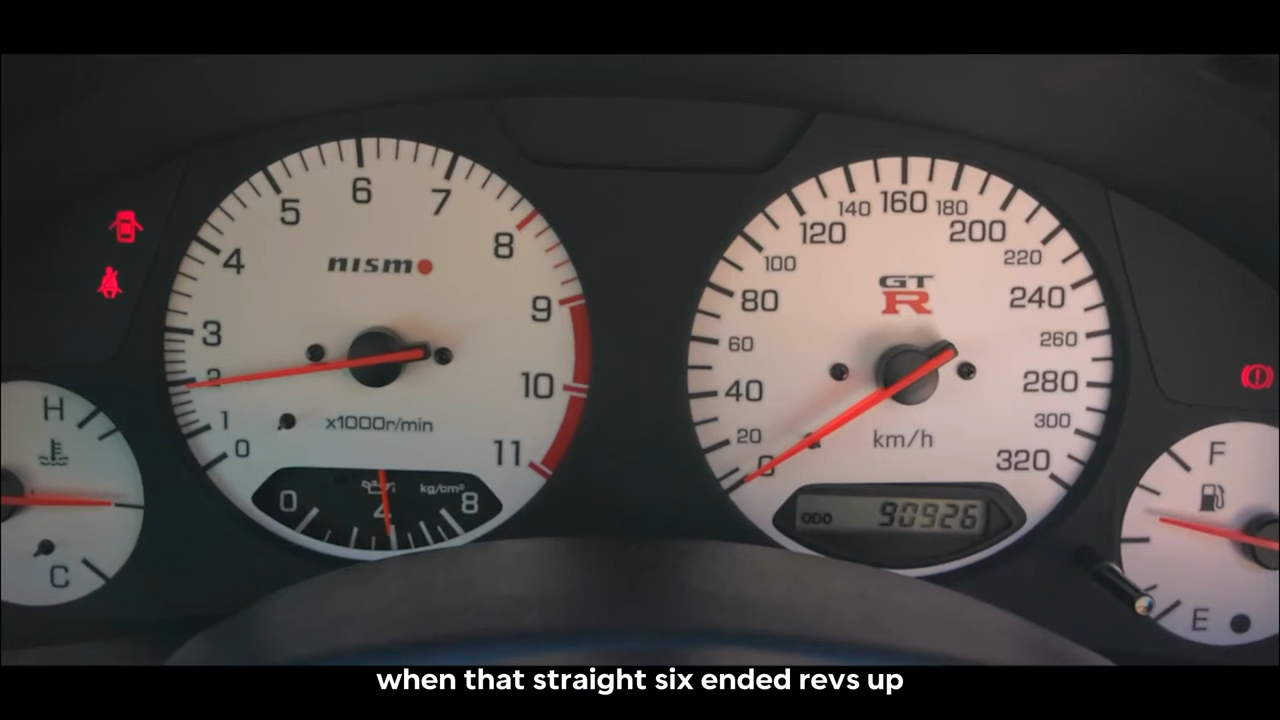 6
5
7
4
8
nismo
3
9
2
10
1
x1000r/min
0
11
0
4
kg/cm²
8
H
C
160
140
180
120
200
100
220
GT
R
80
240
60
260
40
280
km/h
20
300
0
320
ODO
90926
F
E
when that straight six ended revs up